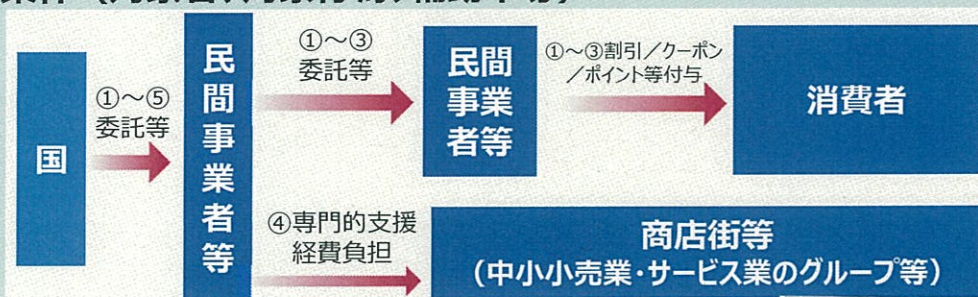 国
①～⑤
委託等
民間事業者等
①～③
委託等
民間
事業
者等
①～③割引／クーポン
／ポイント等付与
消費者
④専門的支援
経費負担
商店街等
（中小小売業・サービス業のグループ等）